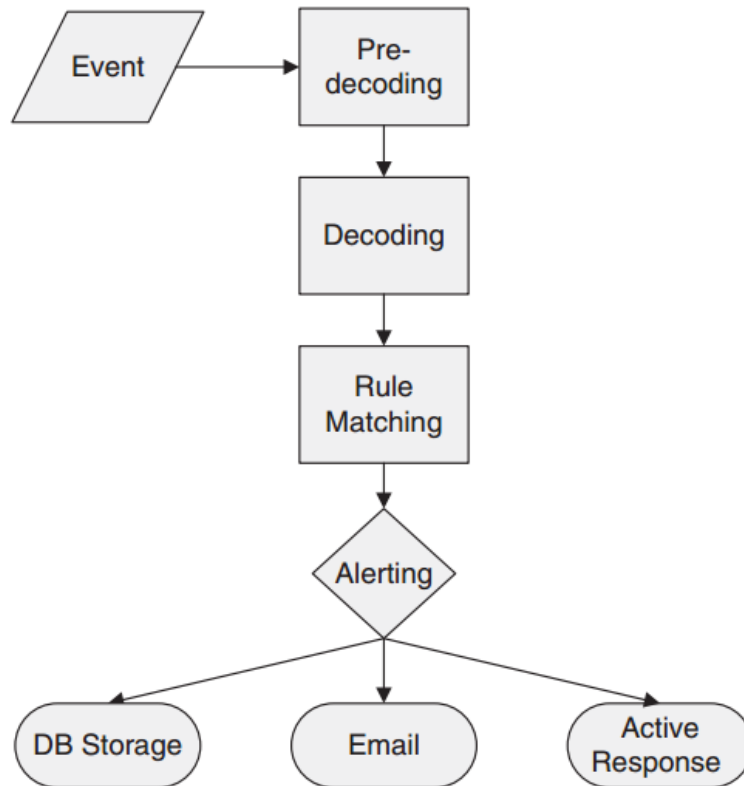 Event
Pre-
decoding
Decoding
Rule
Matching
Alerting
DB Storage
Email
Active
Response